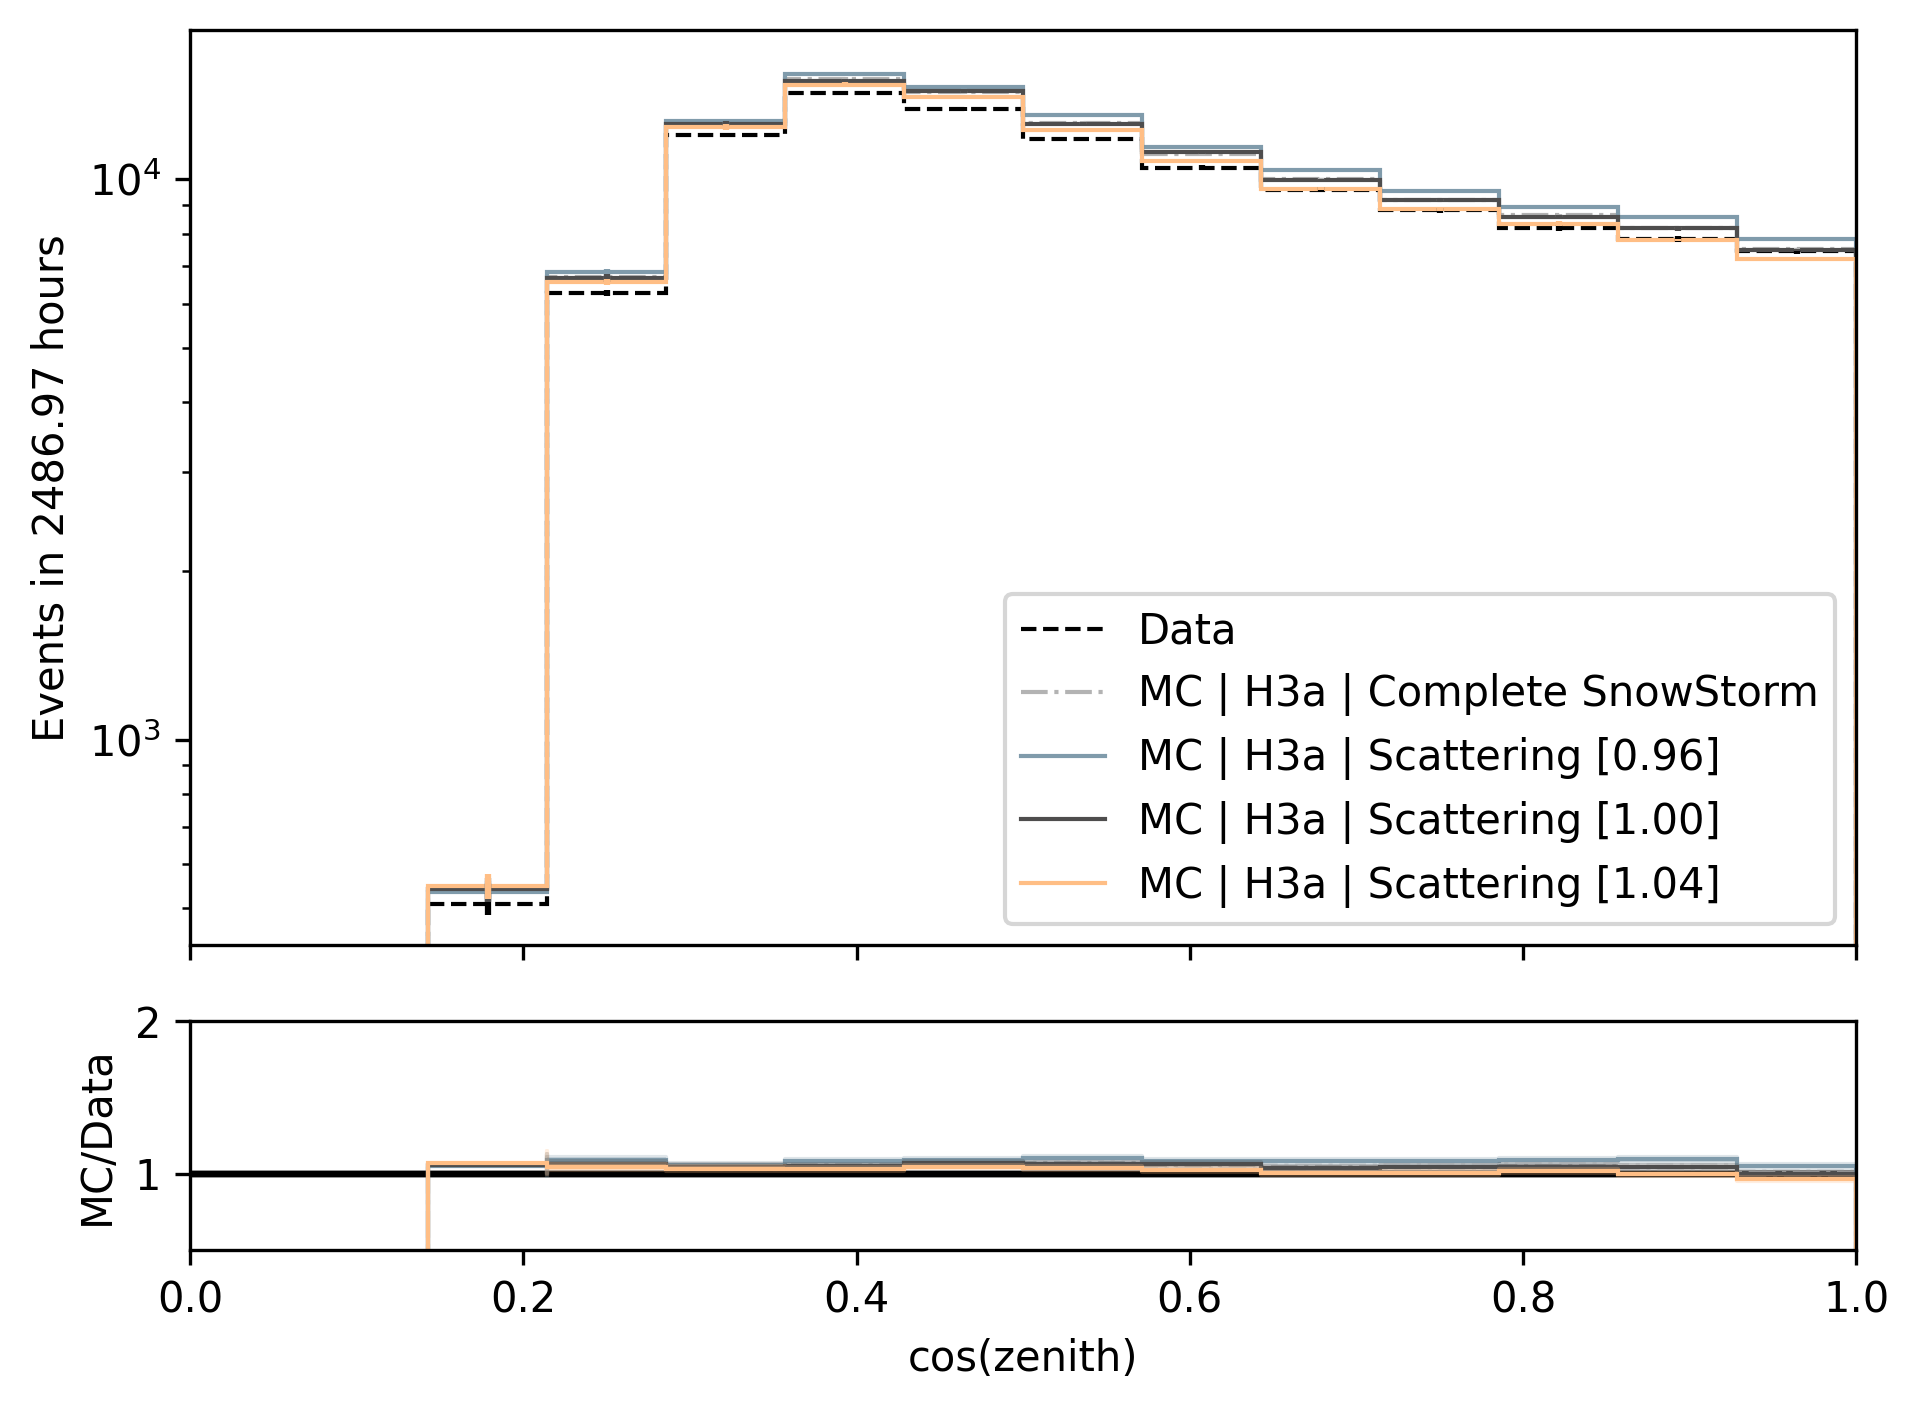 Events in 2486.97 hours
10^4
10^3
Data
MC | H3a | Complete SnowStorm
MC | H3a | Scattering [0.96]
MC | H3a | Scattering [1.00]
MC | H3a | Scattering [1.04]
MC/Data
2
1
0.0 0.2 0.4 0.6 0.8 1.0
cos(zenith)